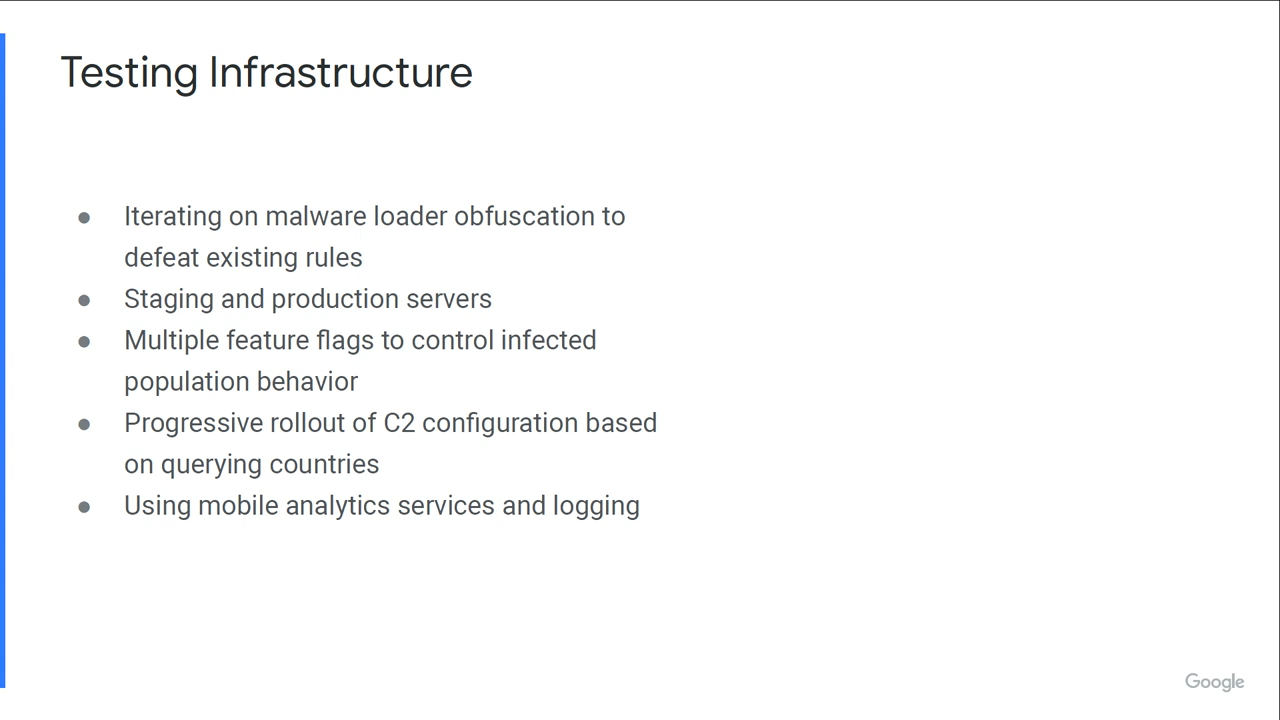 Testing Infrastructure
● Iterating on malware loader obfuscation to
defeat existing rules
● Staging and production servers
● Multiple feature flags to control infected
population behavior
● Progressive rollout of C2 configuration based
on querying countries
● Using mobile analytics services and logging
Google